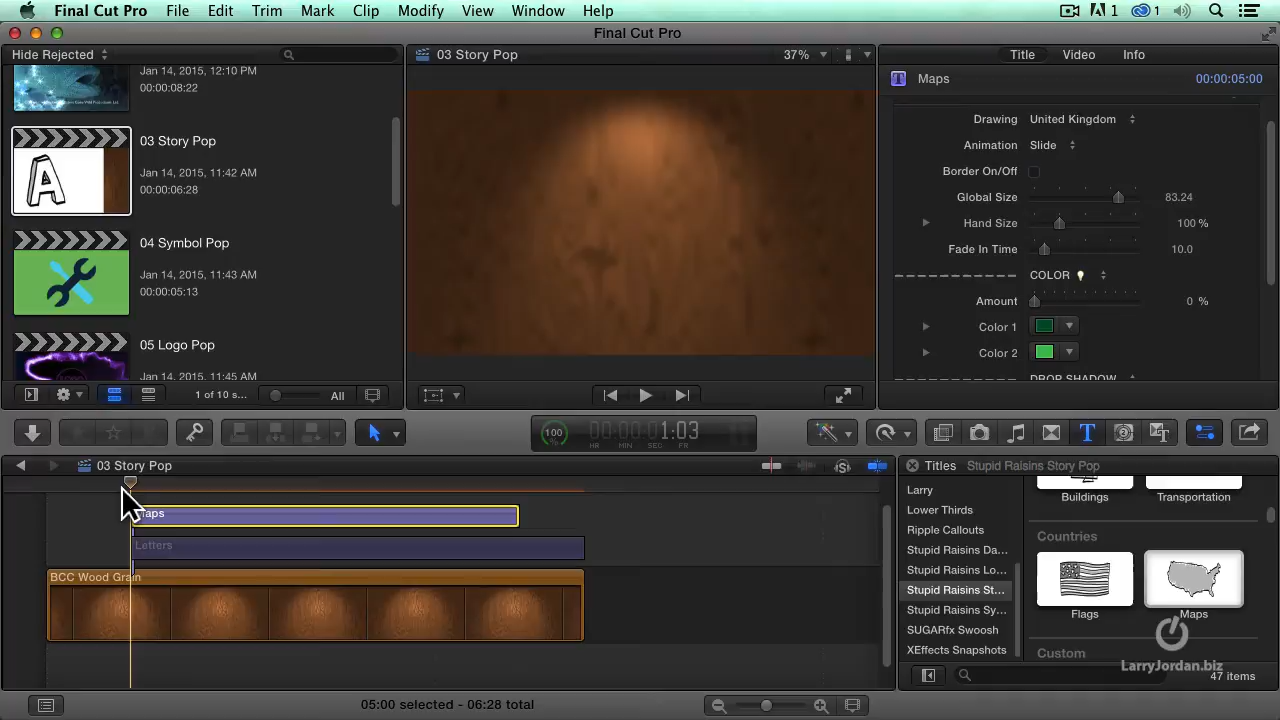 Final Cut Pro File Edit Trim Mark Clip Modify View Window Help 1 1
Final Cut Pro
Hide Rejected
03 Story Pop 37%
Title Video Info
Jan 14, 2015, 12:10 PM
00:00:08:22
Maps 00:00:05:00
Drawing United Kingdom
03 Story Pop
Animation Slide
Jan 14, 2015, 11:42 AM
Border On/Off
00:00:06:28
Global Size 83.24
A
Hand Size 100 %
04 Symbol Pop
Fade In Time 10.0
Jan 14, 2015, 11:43 AM
COLOR
00:00:05:13
Amount 0 %
Color 1
05 Logo Pop
Color 2
Jan 14, 2015, 11:45 AM
DROP SHADOW
1 of 10 s... All
100
%
00:00:01:03
HR MIN SEC FR
03 Story Pop
Titles Stupid Raisins Story Pop
Larry
Lower Thirds
Ripple Callouts
Stupid Raisins Da...
Stupid Raisins Lo...
Stupid Raisins St...
Stupid Raisins Sy...
SUGARfx Swoosh
XEffects Snapshots
Buildings Transportation
Countries
Flags Maps
Custom
LarryJordan.biz
47 items
Letters
BCC Wood Grain
05:00 selected - 06:28 total